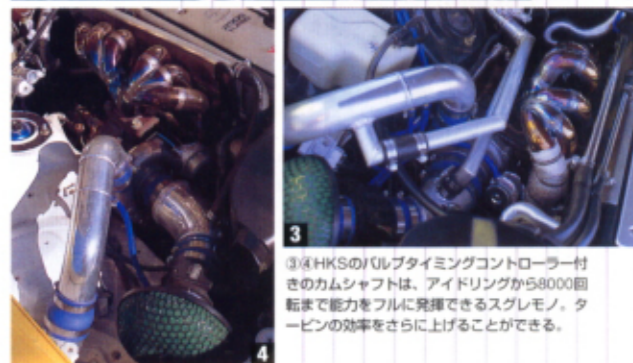 4
3
③④HKSのバルブタイミングコントローラー付
きのカムシャフトは、アイドリングから8000回
転まで能力をフルに発揮できるスグレモノ。タ
ービンの効率をさらに上げることができる。